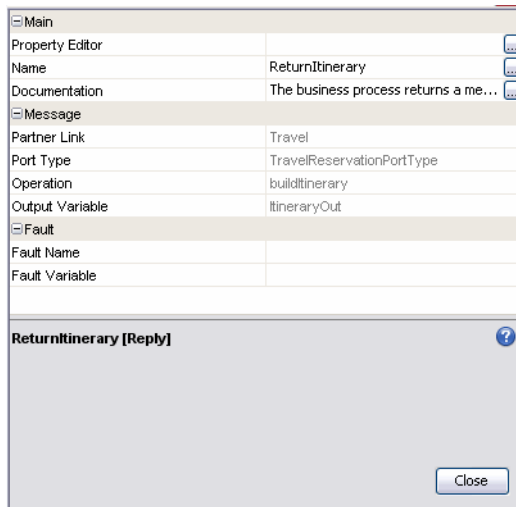 Main
Property Editor
...
Name ReturnItinerary ...
Documentation The business process returns a me... ...
Message
Partner Link Travel
Port Type TravelReservationPortType
Operation buildItinerary
Output Variable ItineraryOut
Fault
Fault Name
Fault Variable
ReturnItinerary [Reply] ?
Close